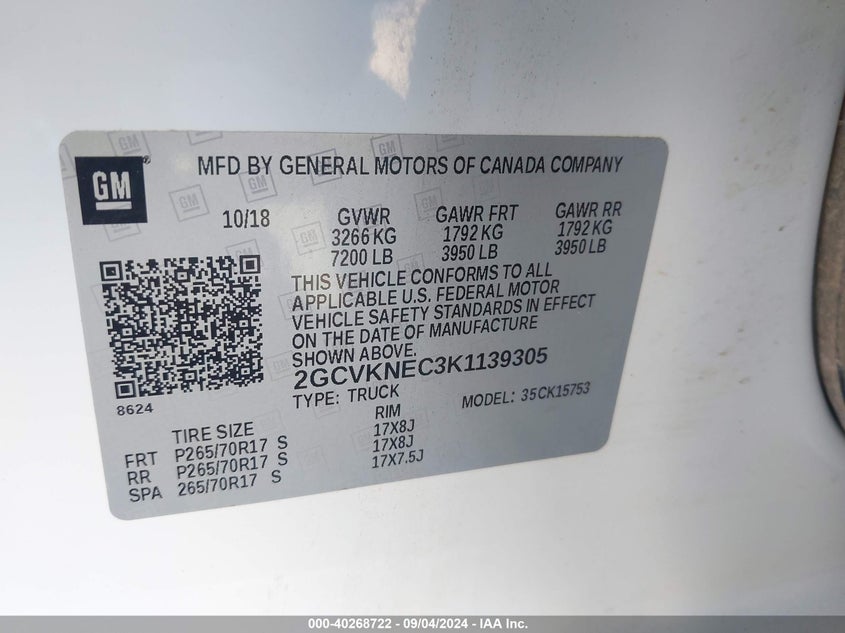 GM
MFD BY GENERAL MOTORS OF CANADA COMPANY
10/18 GVWR GAWR FRT GAWR RR
3266 KG 1792 KG 1792 KG
7200 LB 3950 LB 3950 LB
THIS VEHICLE CONFORMS TO ALL
APPLICABLE U.S. FEDERAL MOTOR
VEHICLE SAFETY STANDARDS IN EFFECT
ON THE DATE OF MANUFACTURE
SHOWN ABOVE.
2GCVKNEC3K1139305
8624
TYPE: TRUCK MODEL: 35CK15753
TIRE SIZE RIM
FRT P265/70R17 S 17X8J
RR P265/70R17 S 17X8J
SPA 265/70R17 S 17X7.5J
000-40268722 - 09/04/2024 - IAA Inc.